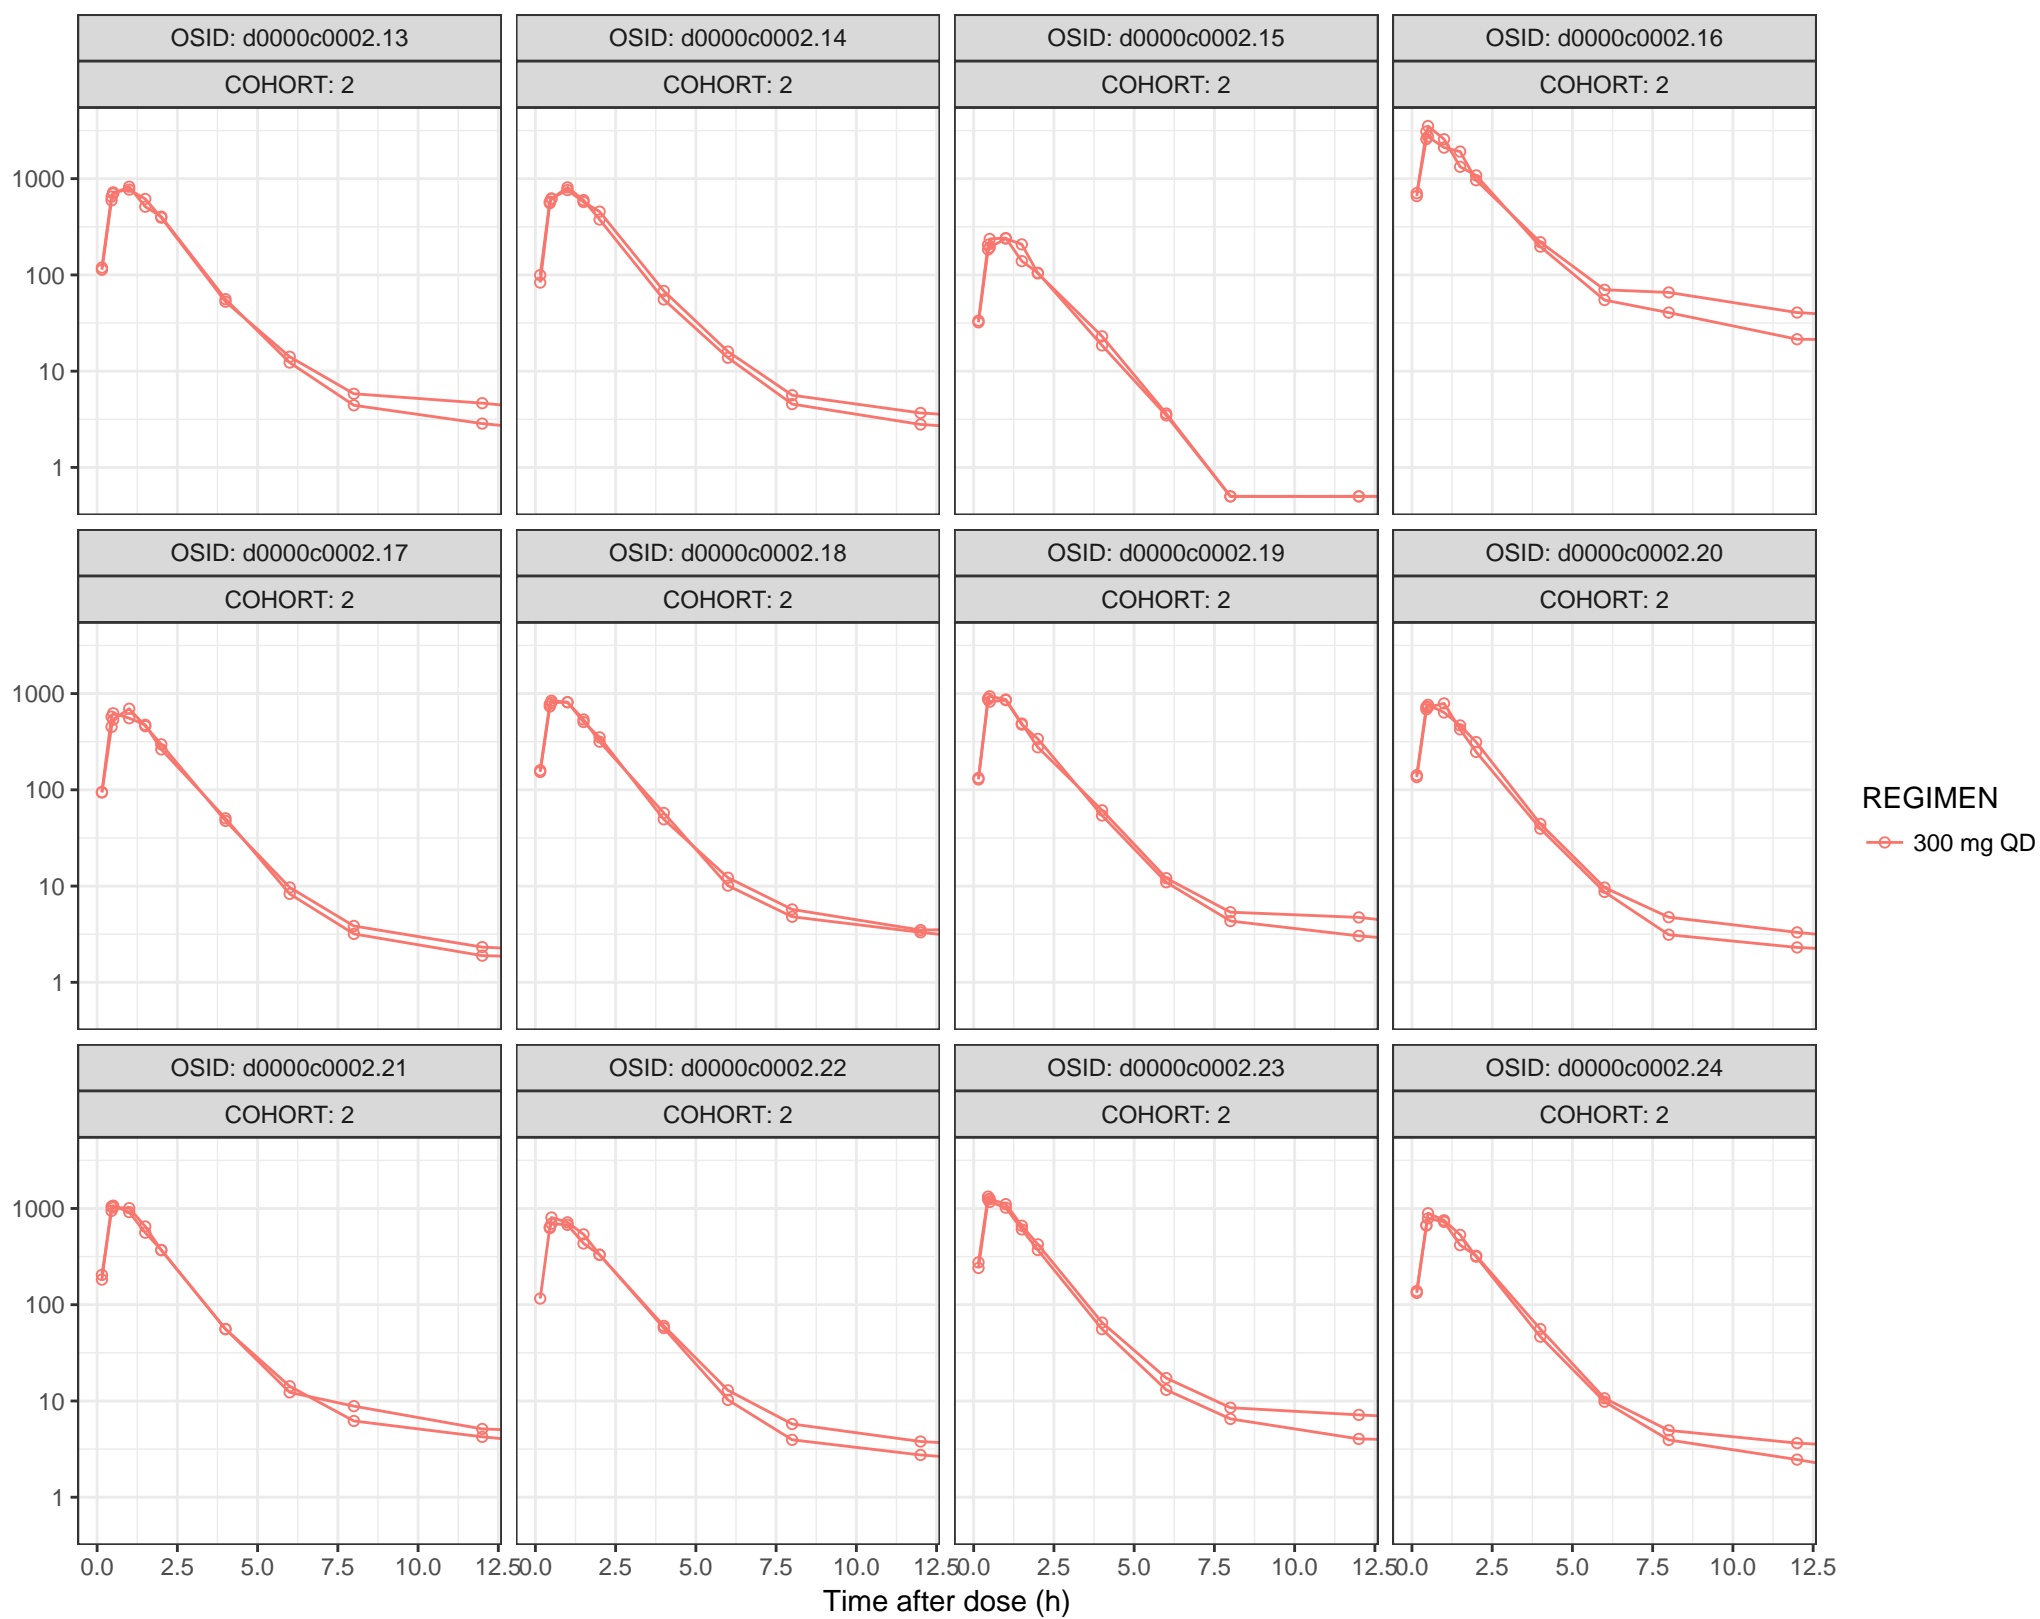 OSID: d0000c0002.13 OSID: d0000c0002.14 OSID: d0000c0002.15 OSID: d0000c0002.16
COHORT: 2 COHORT: 2 COHORT: 2 COHORT: 2
1000
100
10
1
OSID: d0000c0002.17 OSID: d0000c0002.18 OSID: d0000c0002.19 OSID: d0000c0002.20
COHORT: 2 COHORT: 2 COHORT: 2 COHORT: 2
1000
100
10
1
OSID: d0000c0002.21 OSID: d0000c0002.22 OSID: d0000c0002.23 OSID: d0000c0002.24
COHORT: 2 COHORT: 2 COHORT: 2 COHORT: 2
1000
100
10
1
0.0 2.5 5.0 7.5 10.0 12.5 0.0 2.5 5.0 7.5 10.0 12.5 0.0 2.5 5.0 7.5 10.0 12.5 0.0 2.5 5.0 7.5 10.0 12.5
Time after dose (h)
REGIMEN
300 mg QD